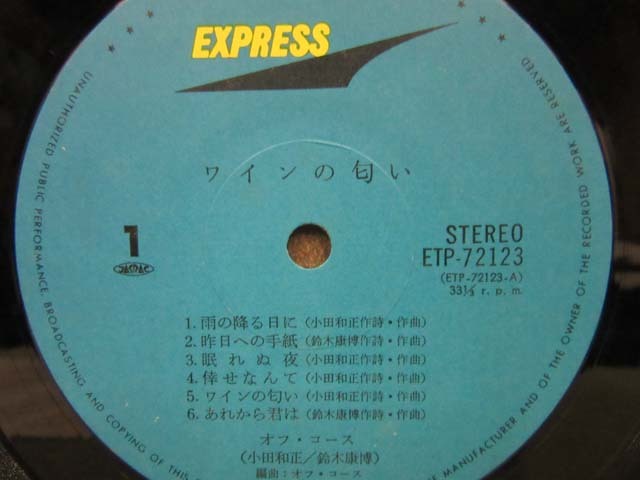 EXPRESS
ワインの匂い
1
JASRAC
STEREO
ETP-72123
(ETP-72123-A)
33⅓ r. p. m.
1. 雨の降る日に(小田和正作詩・作曲)
2. 昨日への手紙(鈴木康博作詩・作曲)
3. 眠れぬ夜(小田和正作詩・作曲)
4. 倖せなんて(小田和正作詩・作曲)
5. ワインの匂い(小田和正作詩・作曲)
6. あれから君は(鈴木康博作詩・作曲)
オフ・コース
(小田和正/鈴木康博)
編曲:オフ・コース
UNAUTHORIZED PUBLIC PERFORMANCE BROADCASTING AND COPYING OF THIS
MANUFACTURER AND OF THE OWNER OF THE RECORDED WORK ARE RESERVED